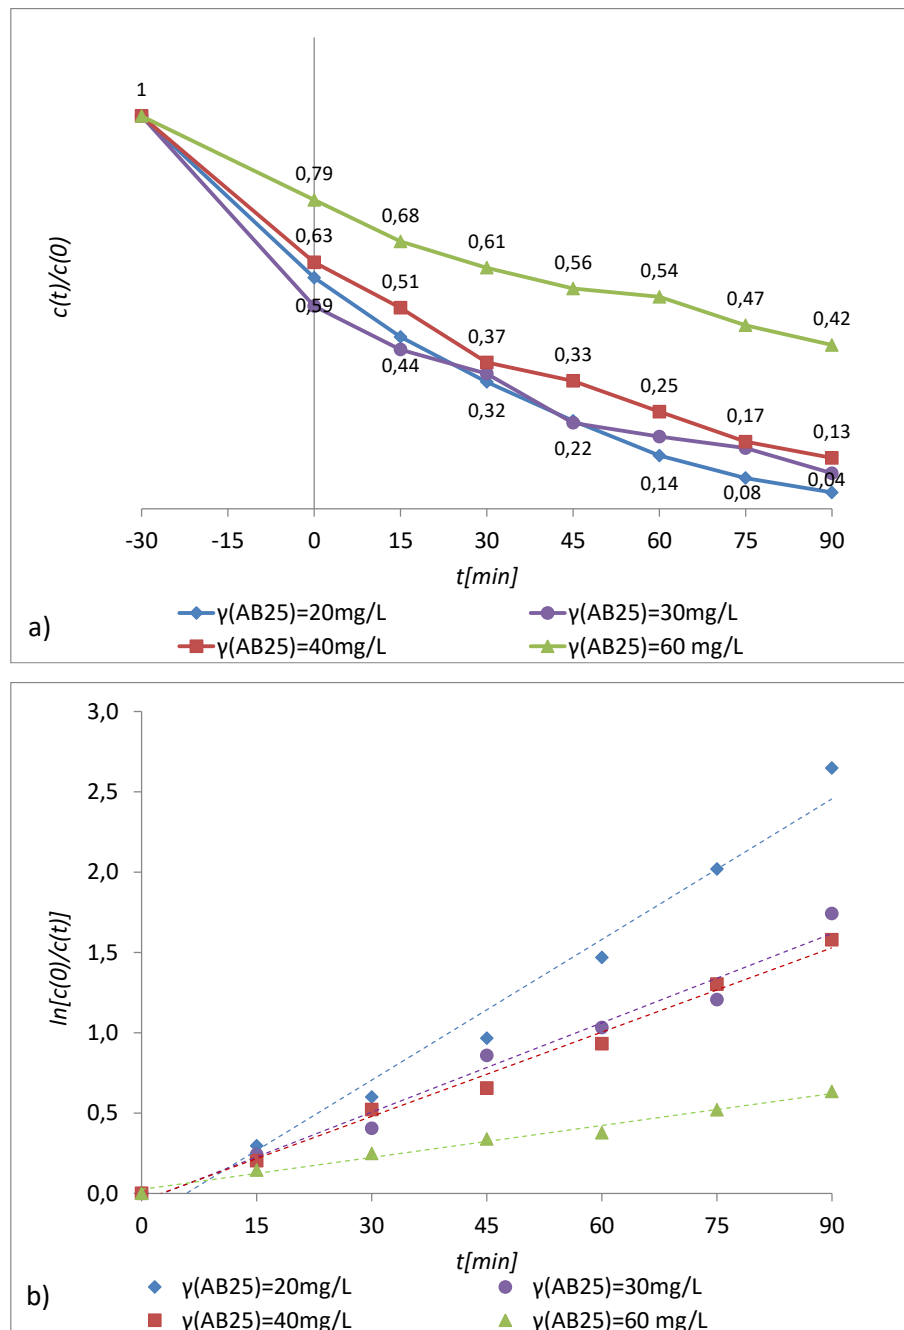 1
0,79
0,68
0,63
0,61
0,59
0,56
0,54
0,51
0,47
0,44
0,42
0,37
0,33
0,32
0,25
0,22
0,17
0,14
0,13
0,08
0,04
c(t)/c(0)
-30 -15 0 15 30 45 60 75 90
t[min]
γ(AB25)=20mg/L γ(AB25)=30mg/L
γ(AB25)=40mg/L γ(AB25)=60 mg/L
a)
3,0
2,5
2,0
1,5
1,0
0,5
0,0
ln[c(0)/c(t)]
0 15 30 45 60 75 90
t[min]
γ(AB25)=20mg/L γ(AB25)=30mg/L
γ(AB25)=40mg/L γ(AB25)=60 mg/L
b)